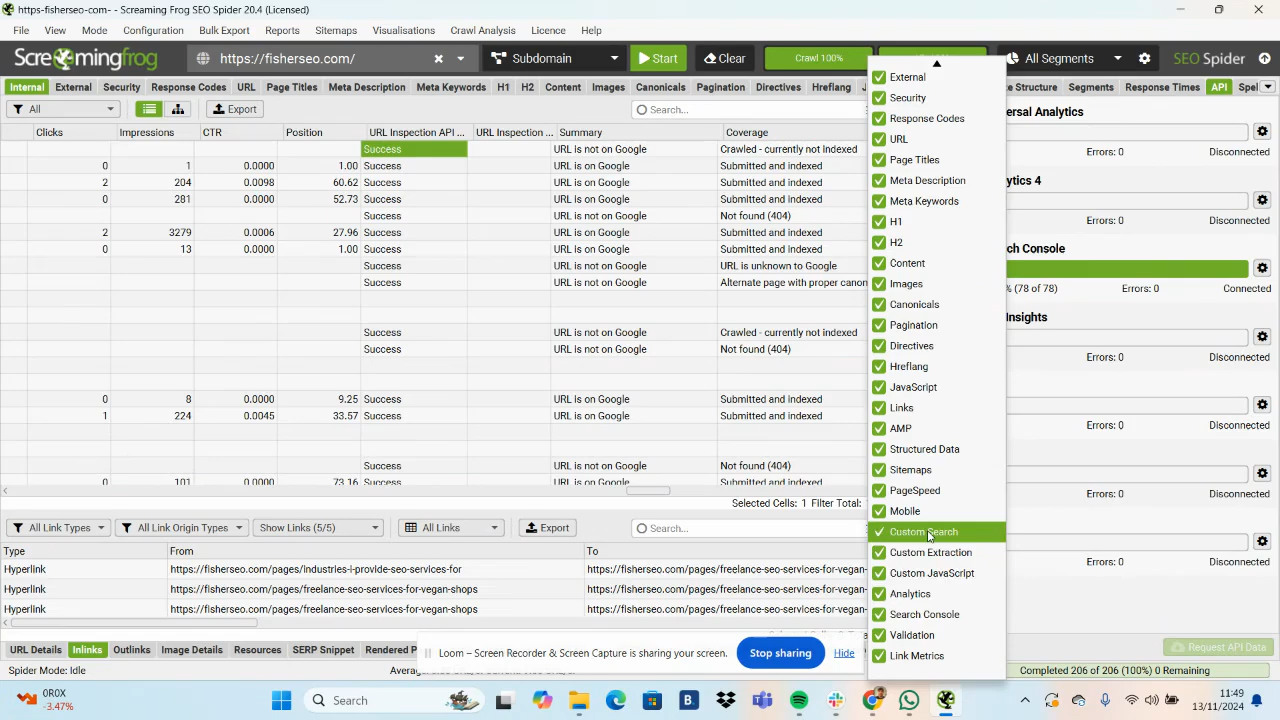 https-fisherseo-com- - Screaming Frog SEO Spider 20.4 (Licensed)
File View Mode Configuration Bulk Export Reports Sitemaps Visualisations Crawl Analysis Licence Help
Screamingfrog https://fisherseo.com/ Subdomain Start Clear Crawl 100% All Segments SEO Spider
Internal External Security Response Codes URL Page Titles Meta Description Meta Keywords H1 H2 Content Images Canonicals Pagination Directives Hreflang
te Structure Segments Response Times API Spel
All Export Search...
Clicks Impressions CTR Position URL Inspection API ... URL Inspection ... Summary Coverage
Success URL is not on Google Crawled - currently not indexed
0 1 0.0000 1.00 Success URL is on Google Submitted and indexed
2 204 0.0098 60.62 Success URL is on Google Submitted and indexed
0 281 0.0000 52.73 Success URL is on Google Submitted and indexed
Success URL is not on Google Not found (404)
2 3279 0.0006 27.96 Success URL is on Google Submitted and indexed
0 13 0.0000 1.00 Success URL is on Google Submitted and indexed
Success URL is not on Google URL is unknown to Google
Success URL is not on Google Alternate page with proper canon
Success URL is not on Google Crawled - currently not indexed
Success URL is not on Google Not found (404)
0 8 0.0000 9.25 Success URL is on Google Submitted and indexed
1 224 0.0045 33.57 Success URL is on Google Submitted and indexed
Success URL is not on Google Not found (404)
0 101 0.0000 73.16 Success URL is on Google Submitted and indexed
Selected Cells: 1 Filter Total:
External
Security
Response Codes
URL
Page Titles
Meta Description
Meta Keywords
H1
H2
Content
Images
Canonicals
Pagination
Directives
Hreflang
JavaScript
Links
AMP
Structured Data
Sitemaps
PageSpeed
Mobile
Custom Search
Custom Extraction
Custom JavaScript
Analytics
Search Console
Validation
Link Metrics
ersal Analytics
Errors: 0 Disconnected
ytics 4
Errors: 0 Disconnected
ch Console
% (78 of 78) Errors: 0 Connected
Insights
Errors: 0 Disconnected
Errors: 0 Disconnected
Errors: 0 Disconnected
Errors: 0 Disconnected
Request API Data
All Link Types All Link Origin Types Show Links (5/5) All Links Export Search...
Type From To
Hyperlink https://fisherseo.com/pages/industries-i-provide-seo-services-for https://fisherseo.com/pages/freelance-seo-services-for-vegan-
Hyperlink https://fisherseo.com/pages/freelance-seo-services-for-vegan-shops https://fisherseo.com/pages/freelance-seo-services-for-vegan-
Hyperlink https://fisherseo.com/pages/freelance-seo-services-for-vegan-shops https://fisherseo.com/pages/freelance-seo-services-for-vegan-
URL Details Inlinks Outlinks Image Details Resources SERP Snippet Rendered P
Loom – Screen Recorder & Screen Capture is sharing your screen. Stop sharing Hide
Spider Mode: Idle Averag Completed 206 of 206 (100%) 0 Remaining
0R0X
-3.47%
Search
B.
11:49
13/11/2024